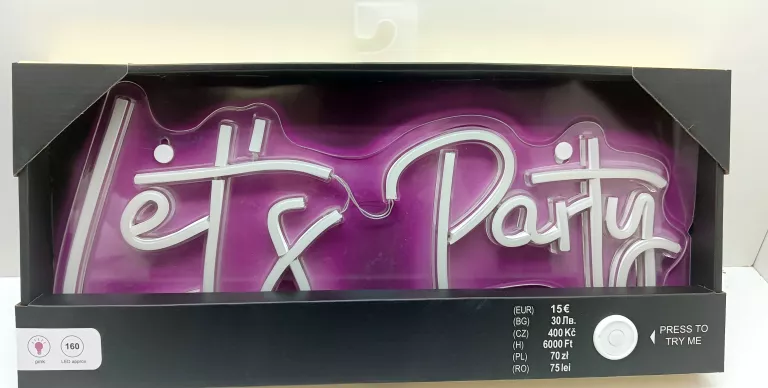 Let's Party
(EUR) 15€
(BG) 30 Лв.
(CZ) 400 Kč
(H) 6000 Ft
(PL) 70 zł
(RO) 75 lei
PRESS TO
TRY ME
160
pink
LED approx.